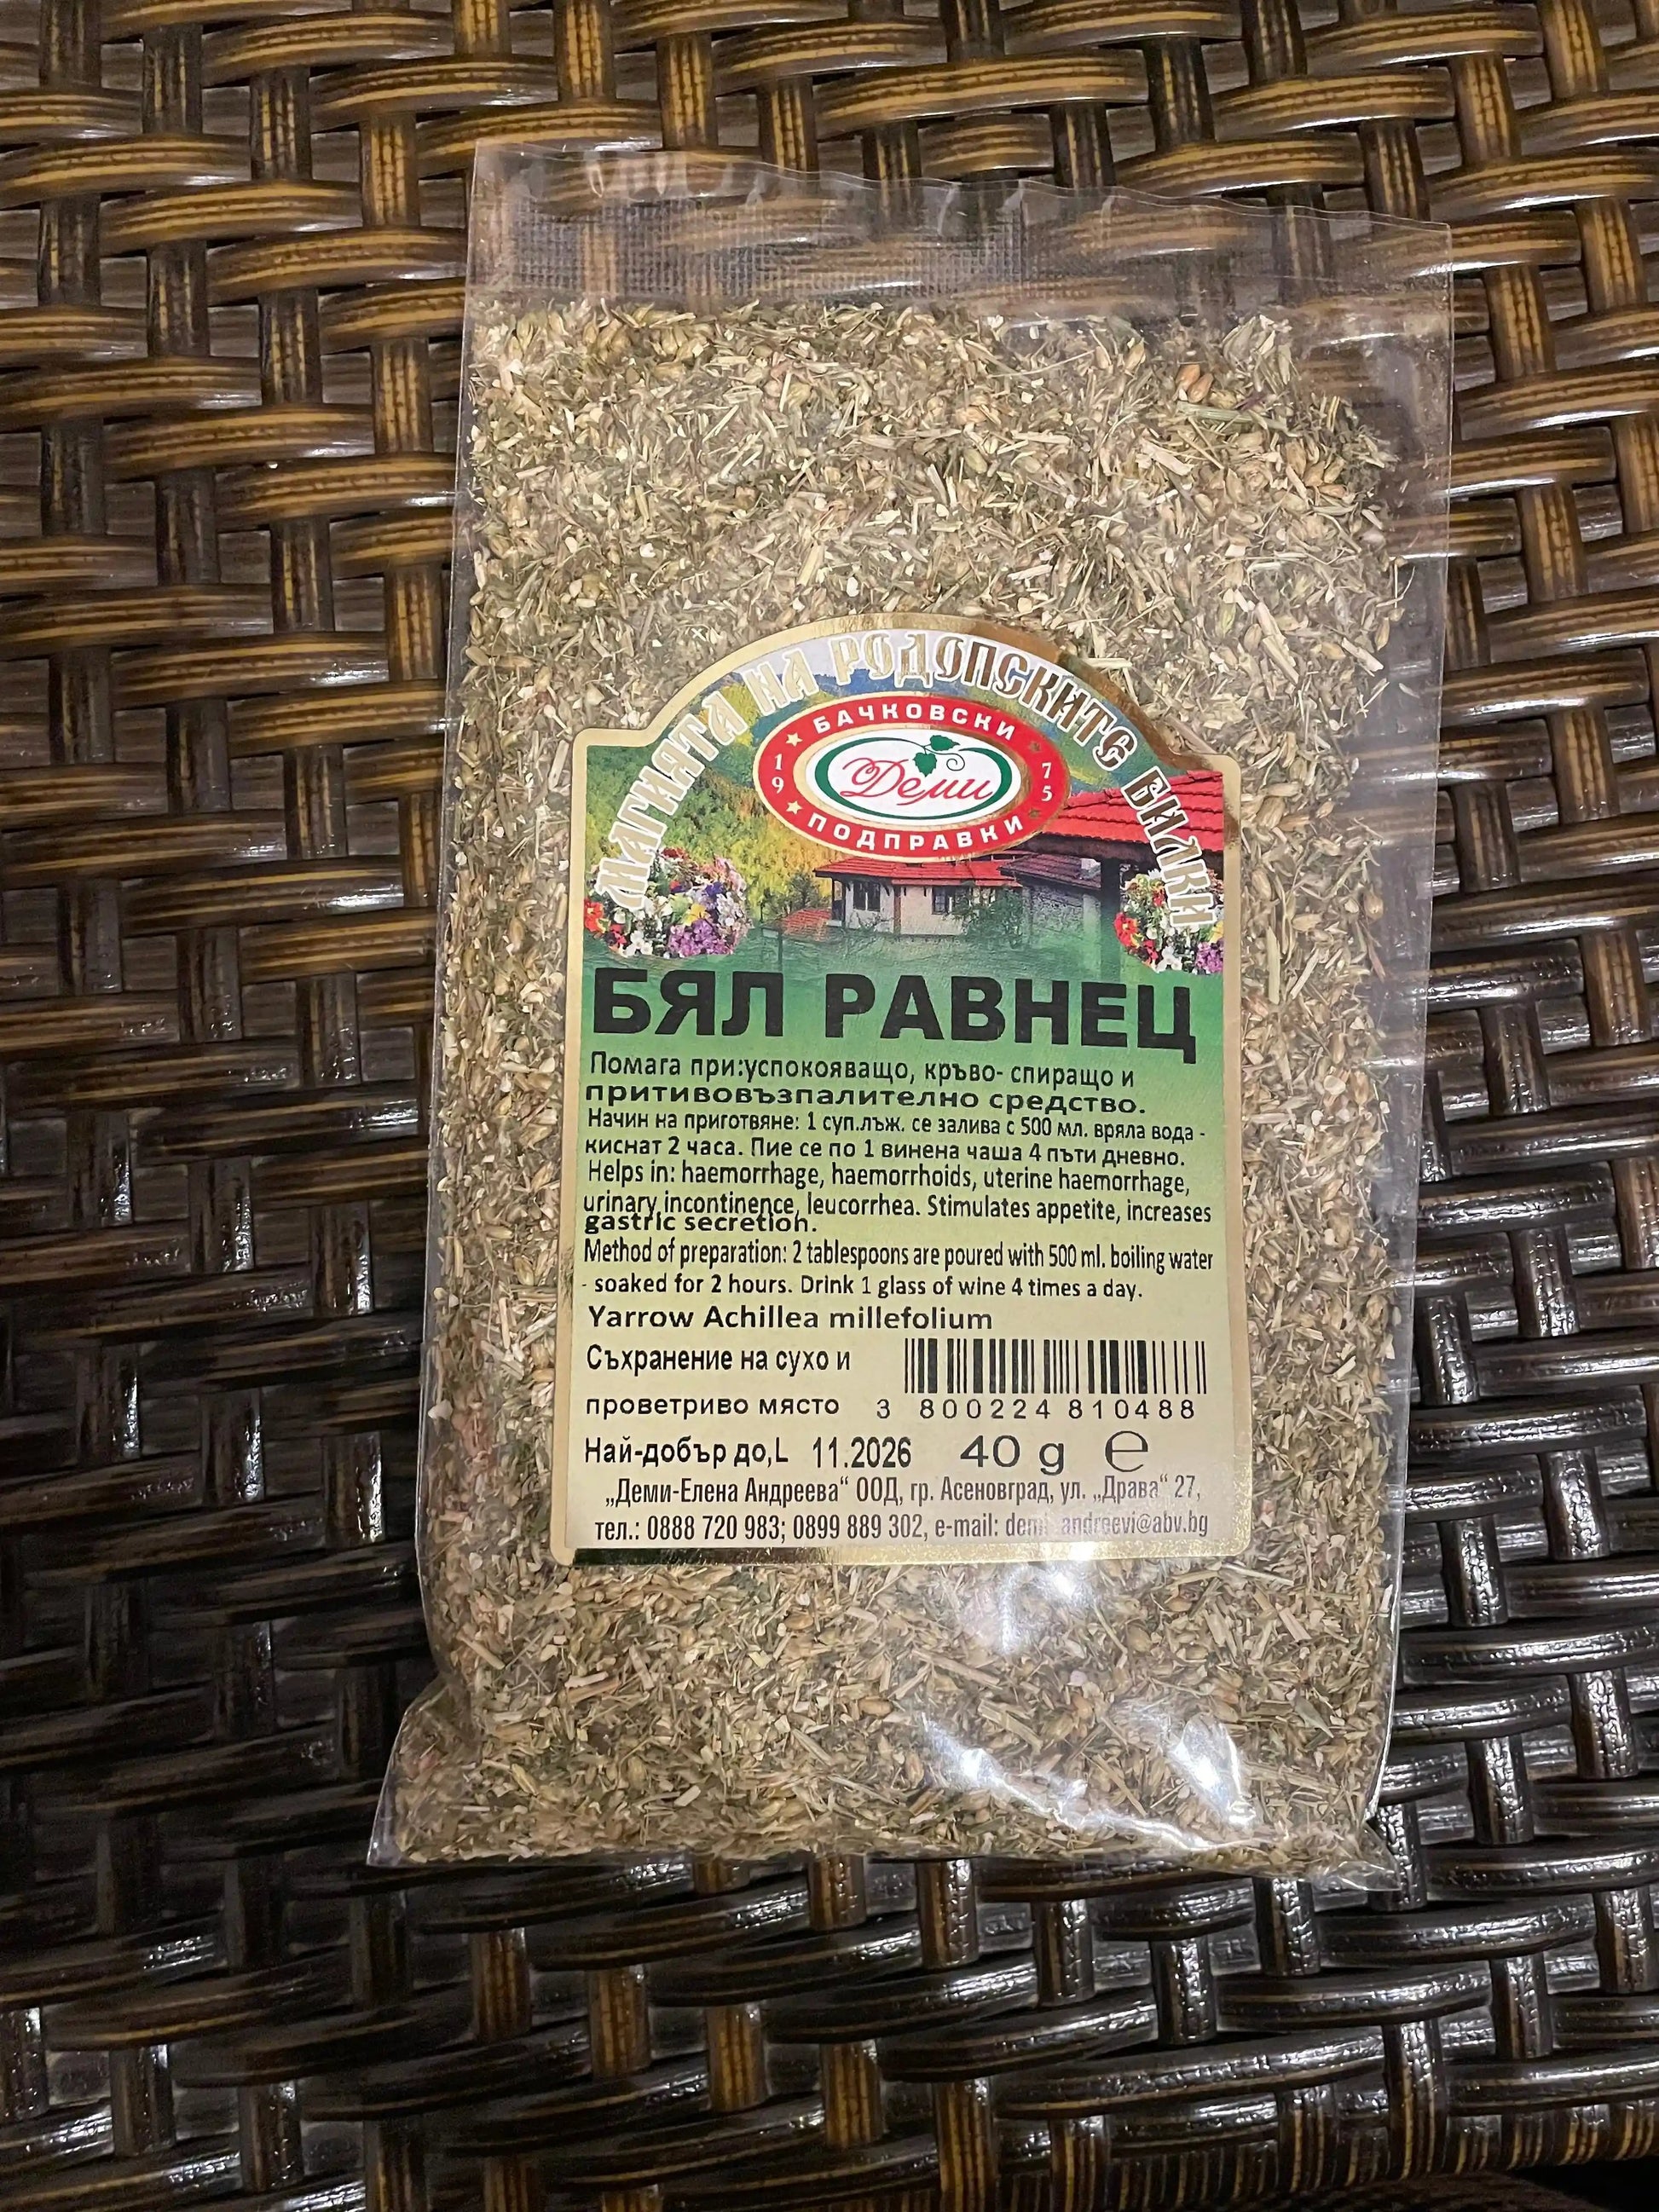 МАГИЯТА НА РОДОПСКИТЕ БИЛКИ
БАЧКОВСКИ
19 75
Деми
ПОДПРАВКИ
БЯЛ РАВНЕЦ
Помага при:успокояващо, кръво- спиращо и
притивовъзпалително средство.
Начин на приготвяне: 1 суп.лъж. се залива с 500 мл. вряла вода -
киснат 2 часа. Пие се по 1 винена чаша 4 пъти дневно.
Helps in: haemorrhage, haemorrhoids, uterine haemorrhage,
urinary incontinence, leucorrhea. Stimulates appetite, increases
gastric secretion.
Method of preparation: 2 tablespoons are poured with 500 ml. boiling water
- soaked for 2 hours. Drink 1 glass of wine 4 times a day.
Yarrow Achillea millefolium
Съхранение на сухо и
проветриво място
3 800224 810488
Най-добър до,L 11.2026 40 g e
„Деми-Елена Андреева“ ООД, гр. Асеновград, ул. „Драва“ 27,
тел.: 0888 720 983; 0899 889 302, e-mail: